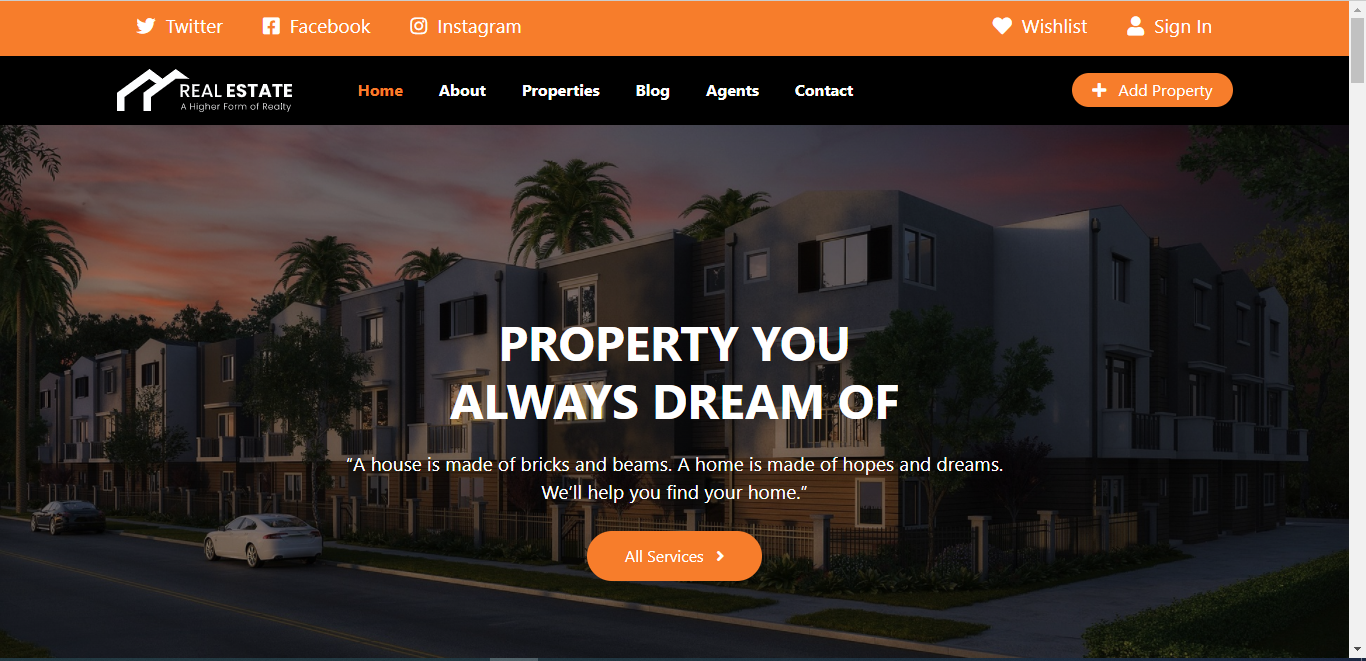 Twitter Facebook Instagram Wishlist Sign In
REAL ESTATE
A Higher Form of Realty
Home About Properties Blog Agents Contact Add Property
PROPERTY YOU
ALWAYS DREAM OF
“A house is made of bricks and beams. A home is made of hopes and dreams.
We’ll help you find your home.”
All Services